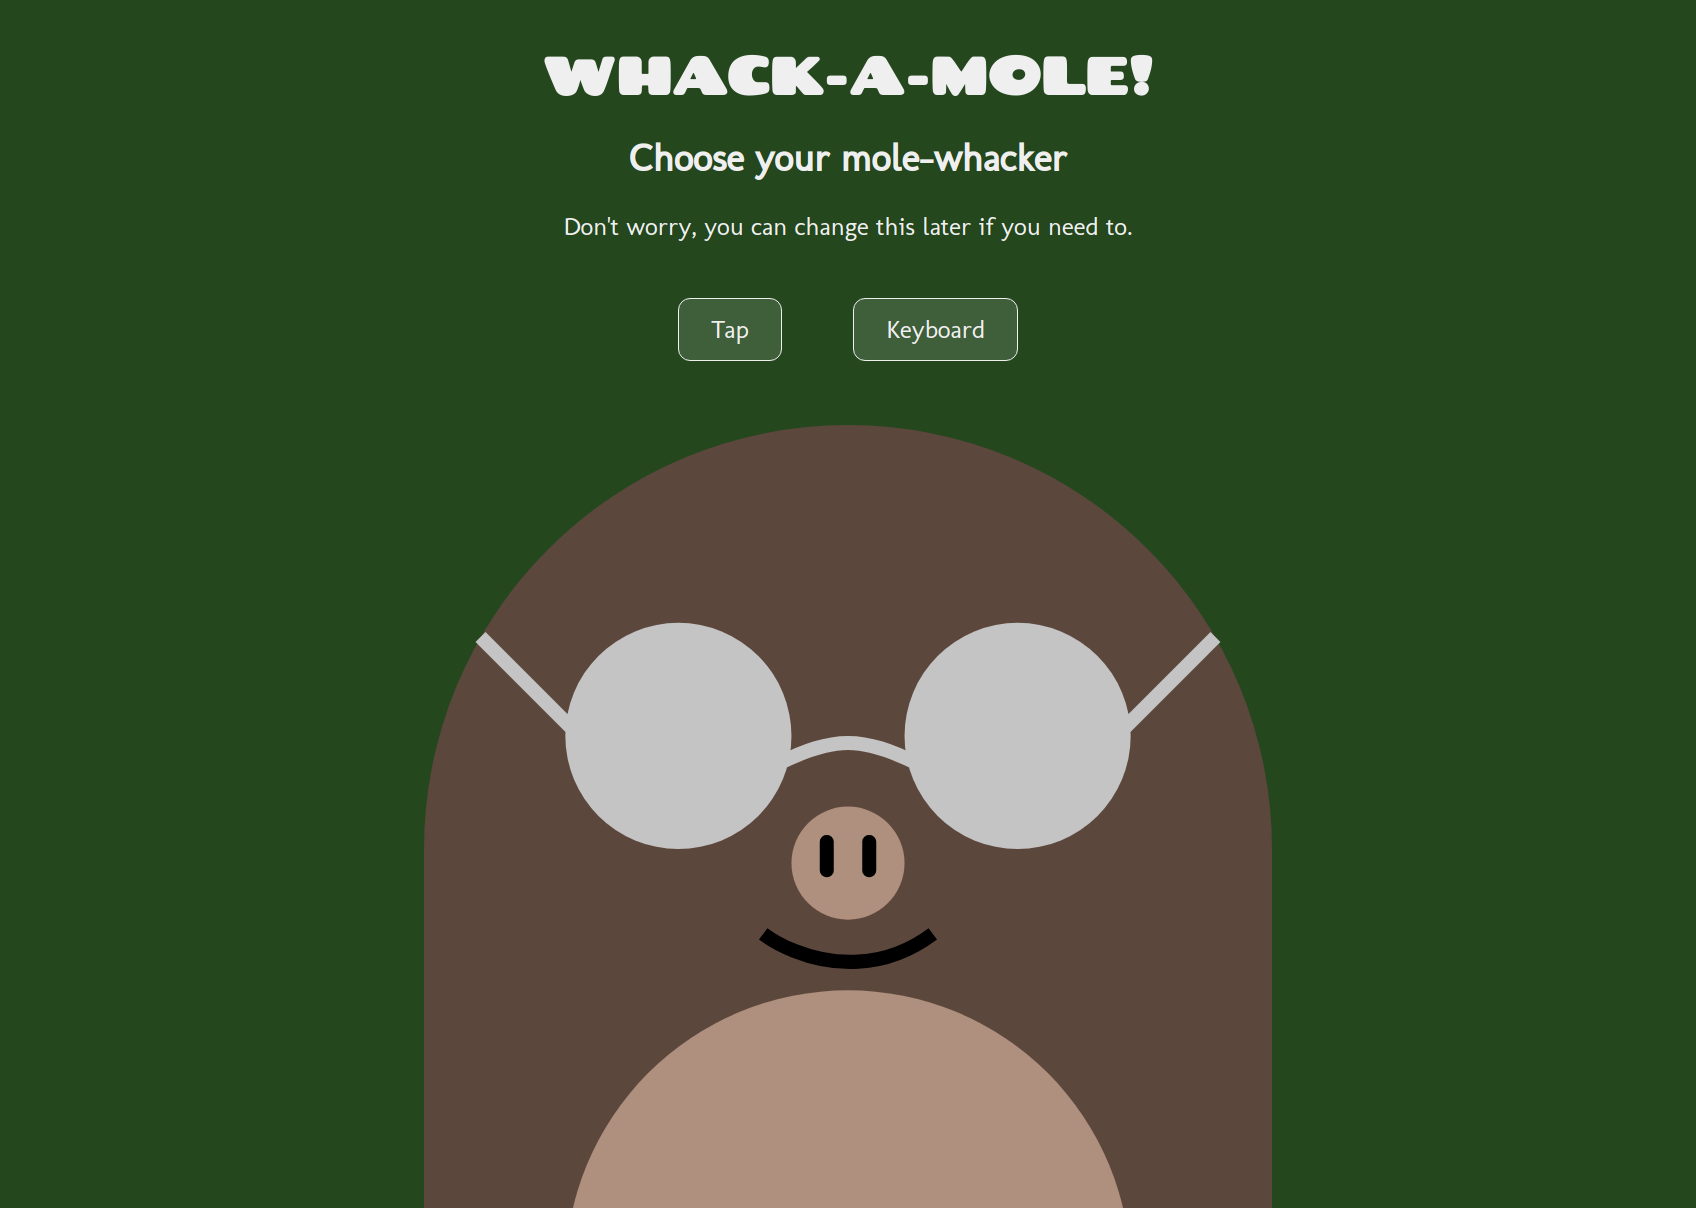 WHACK-A-MOLE!
Choose your mole-whacker
Don't worry, you can change this later if you need to.
Tap
Keyboard